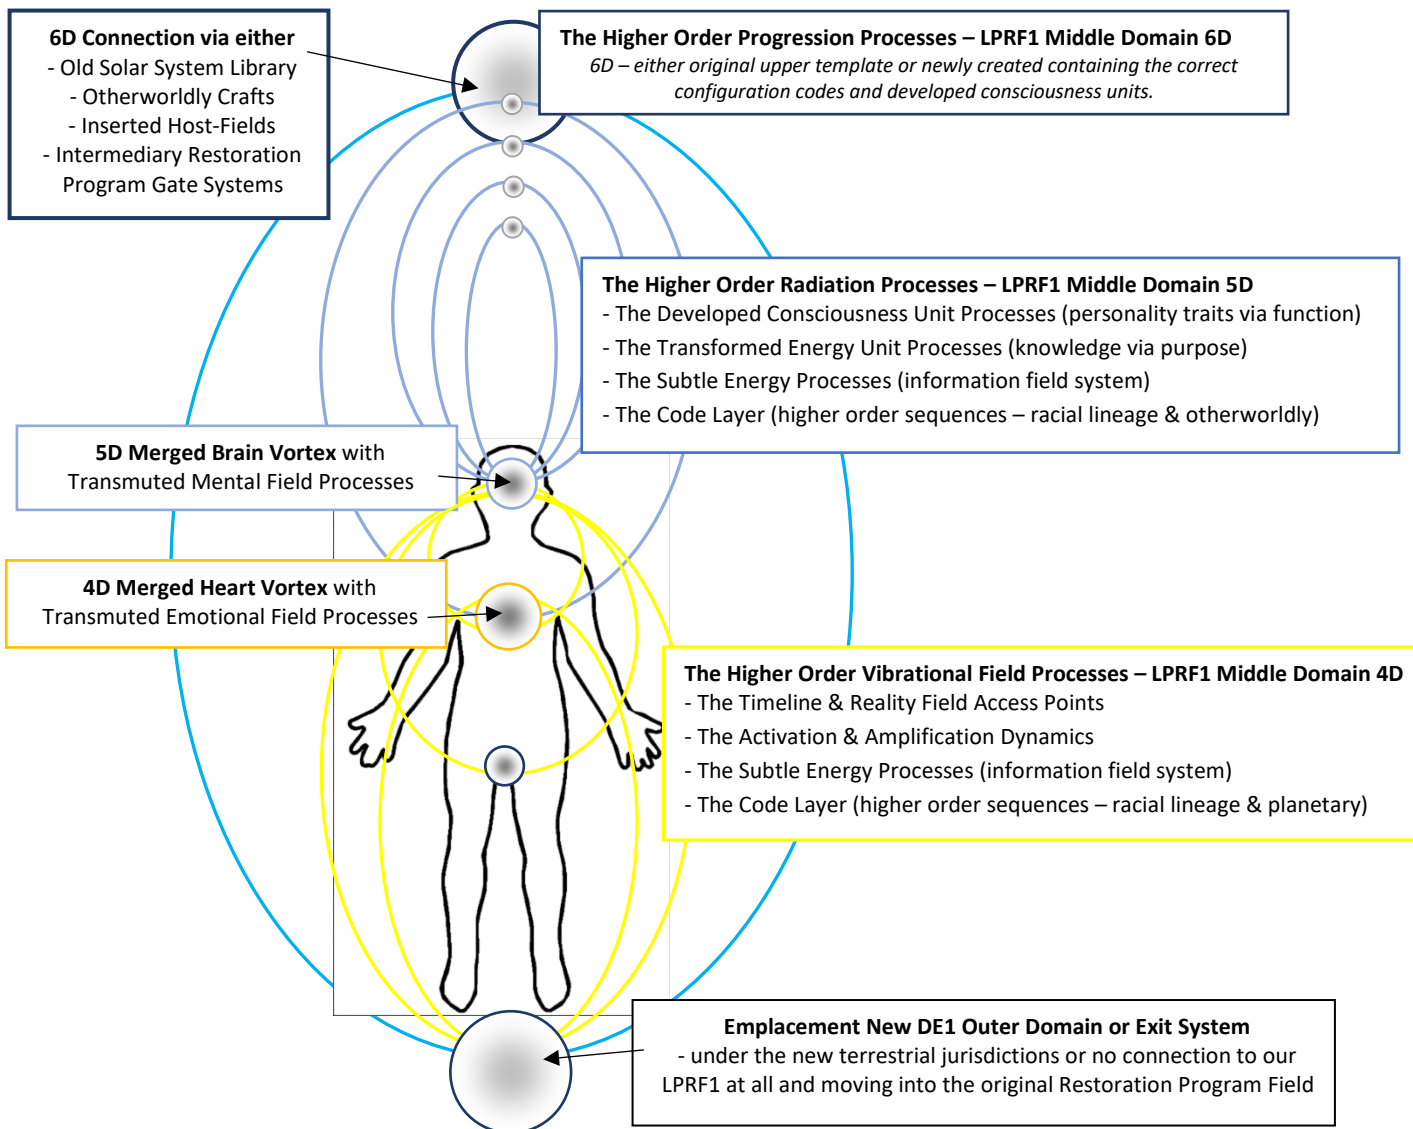 6D Connection via either
- Old Solar System Library
- Otherworldly Crafts
- Inserted Host-Fields
- Intermediary Restoration
Program Gate Systems
The Higher Order Progression Processes – LPRF1 Middle Domain 6D
6D – either original upper template or newly created containing the correct
configuration codes and developed consciousness units.
The Higher Order Radiation Processes – LPRF1 Middle Domain 5D
- The Developed Consciousness Unit Processes (personality traits via function)
- The Transformed Energy Unit Processes (knowledge via purpose)
- The Subtle Energy Processes (information field system)
- The Code Layer (higher order sequences – racial lineage & otherworldly)
5D Merged Brain Vortex with
Transmuted Mental Field Processes
4D Merged Heart Vortex with
Transmuted Emotional Field Processes
The Higher Order Vibrational Field Processes – LPRF1 Middle Domain 4D
- The Timeline & Reality Field Access Points
- The Activation & Amplification Dynamics
- The Subtle Energy Processes (information field system)
- The Code Layer (higher order sequences – racial lineage & planetary)
Emplacement New DE1 Outer Domain or Exit System
- under the new terrestrial jurisdictions or no connection to our
LPRF1 at all and moving into the original Restoration Program Field